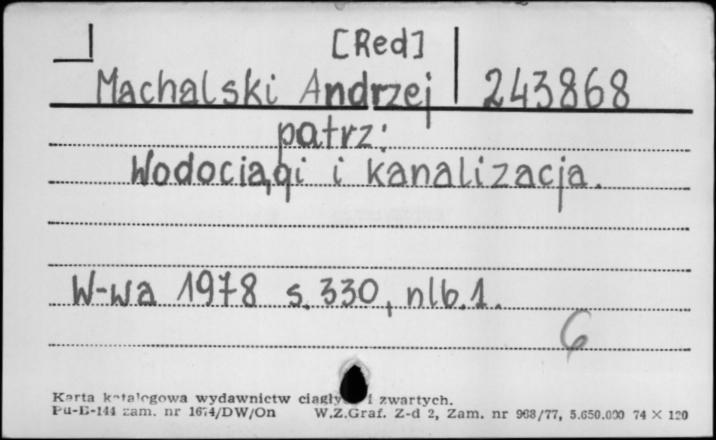 [Red]
Machalski Andrzej 243868
patrz:
Wodociągi i kanalizacja.
W-wa 1978 s. 330, nlb. 1.
6
Karta katalogowa wydawnictw i zwartych.
Pu-E-144 zam. nr 1674/DW/On W.Z.Graf. Z-d 2, Zam. nr 968/77, 5.650.000 74 × 120